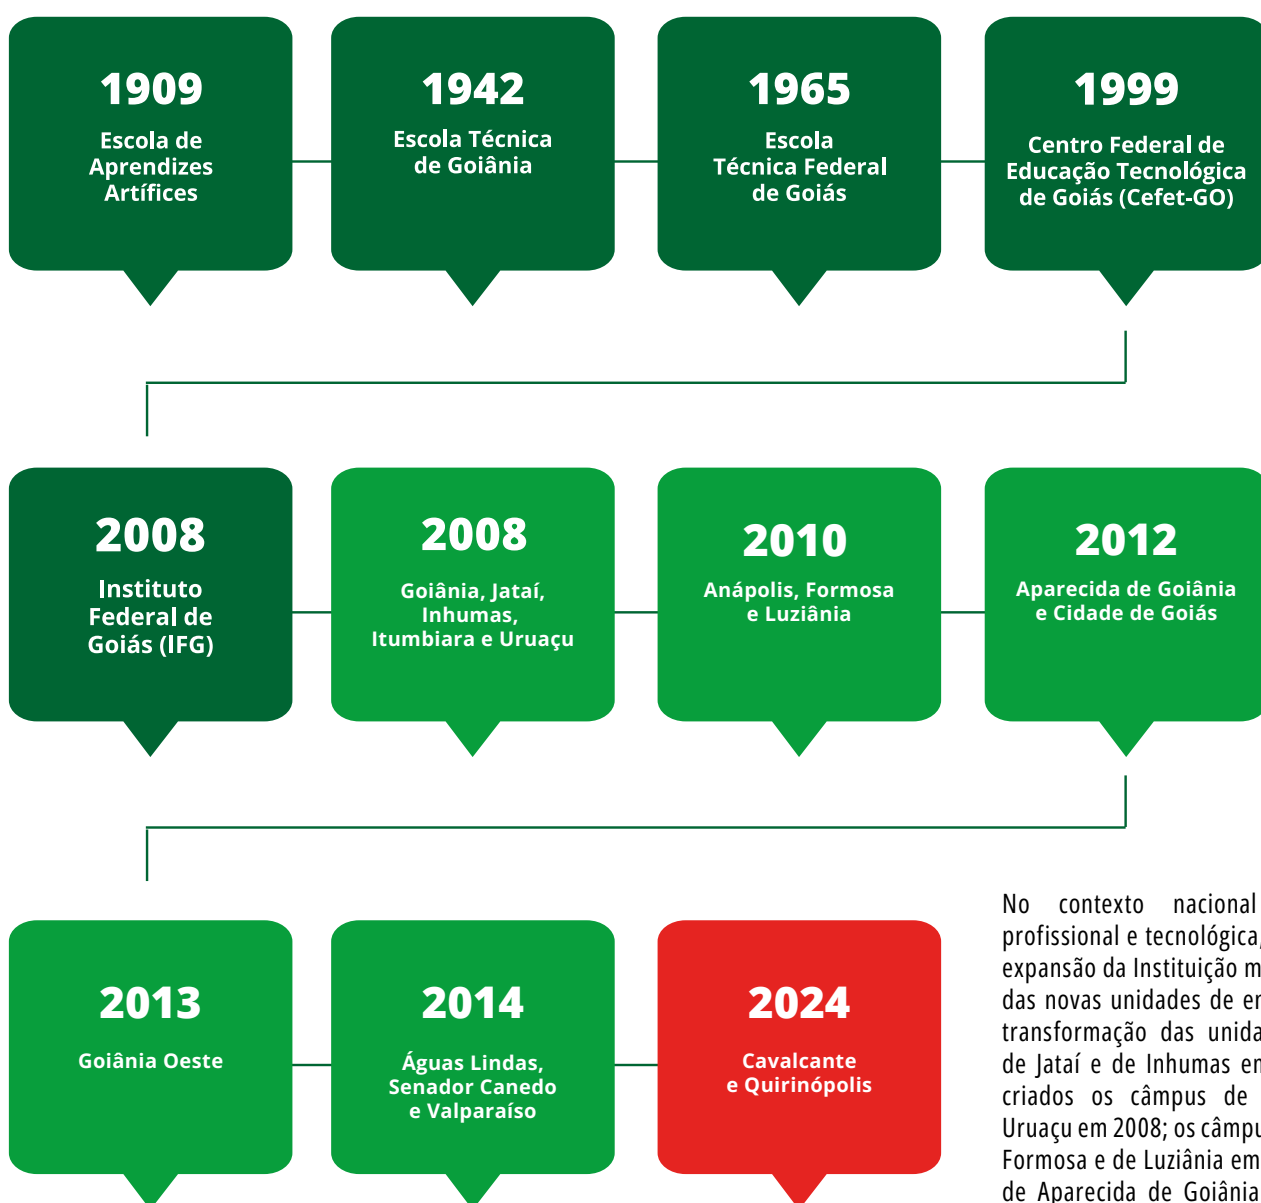 1909
Escola de
Aprendizes
Artífices
1942
Escola Técnica
de Goiânia
1965
Escola
Técnica Federal
de Goiás
1999
Centro Federal de
Educação Tecnológica
de Goiás (Cefet-GO)
2008
Instituto
Federal de
Goiás (IFG)
2008
Goiânia, Jataí,
Inhumas,
Itumbiara e Uruaçu
2010
Anápolis, Formosa
e Luziânia
2012
Aparecida de Goiânia
e Cidade de Goiás
2013
Goiânia Oeste
2014
Águas Lindas,
Senador Canedo
e Valparaíso
2024
Cavalcante
e Quirinópolis
No contexto nacional
profissional e tecnológica,
expansão da Instituição m
das novas unidades de en
transformação das unida
de Jataí e de Inhumas em
criados os câmpus de
Uruaçu em 2008; os câmpu
Formosa e de Luziânia em
de Aparecida de Goiânia